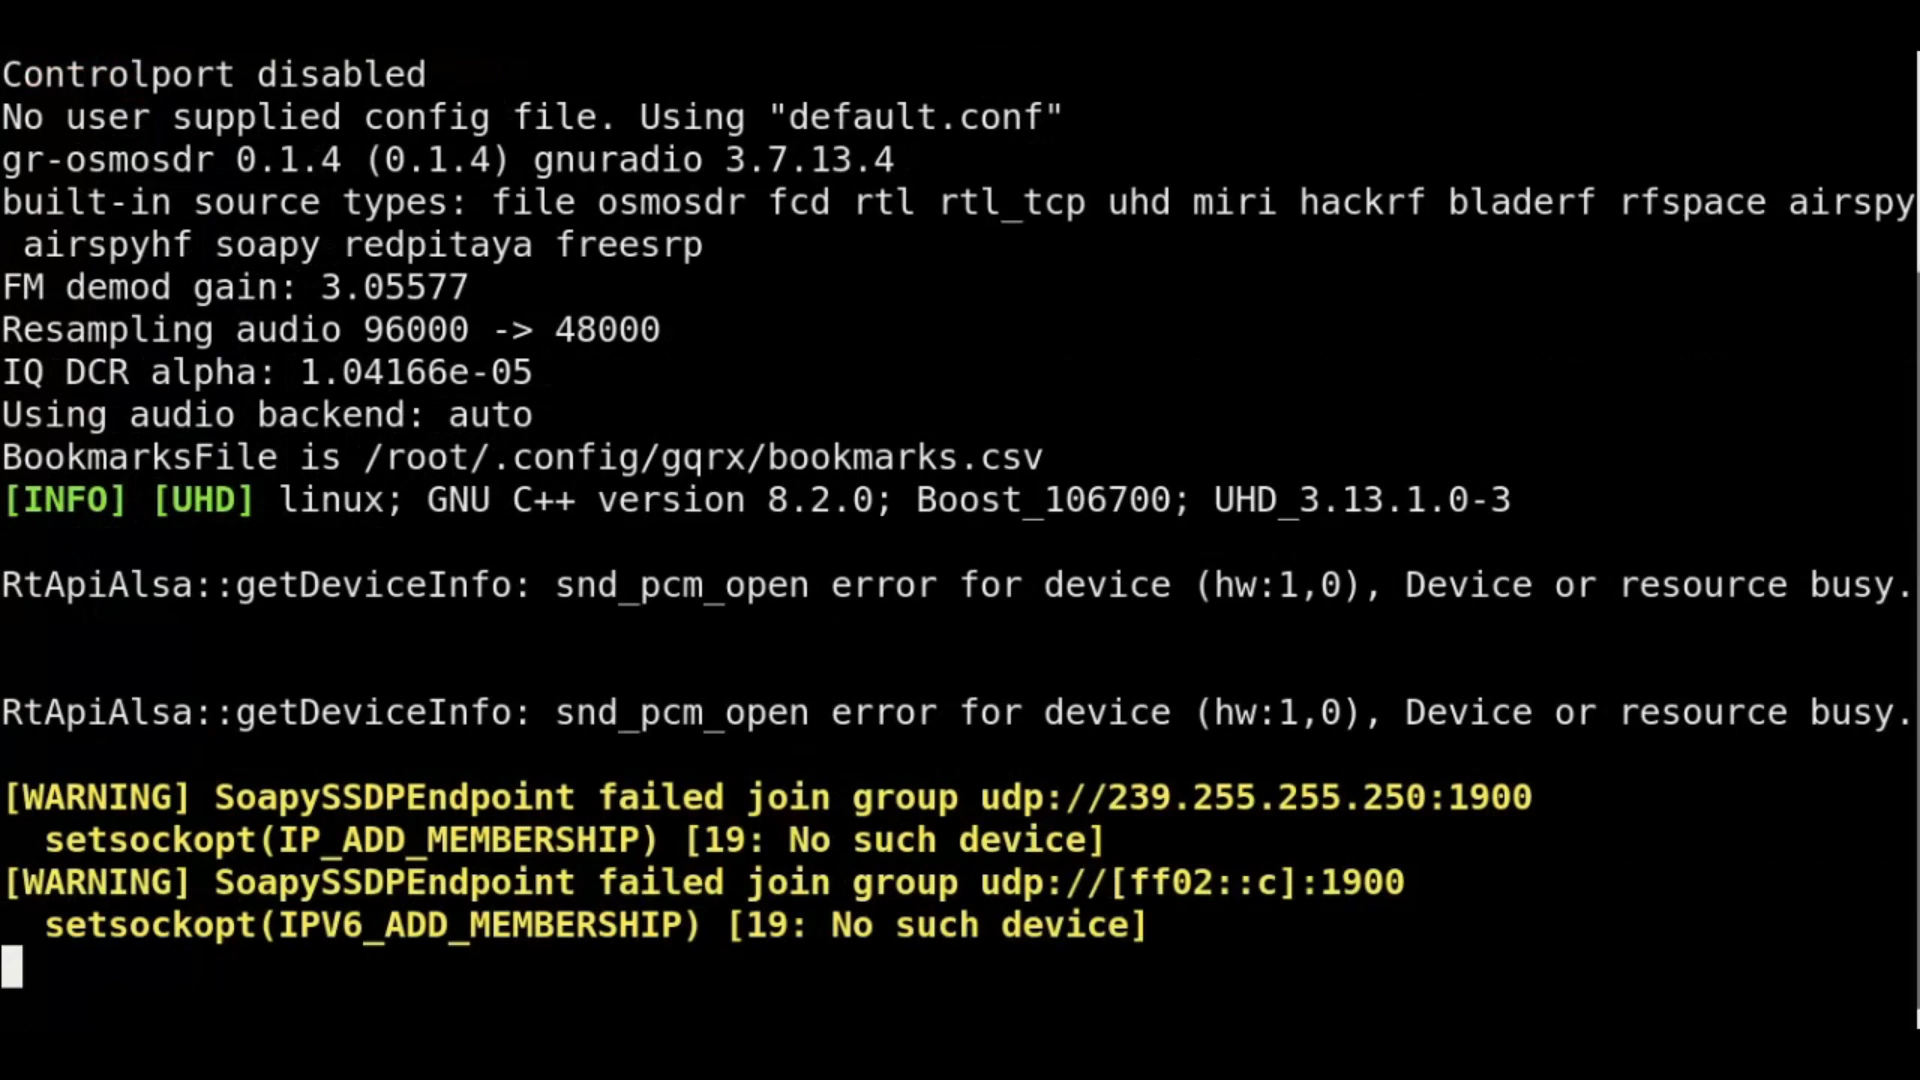 Controlport disabled
No user supplied config file. Using "default.conf"
gr-osmosdr 0.1.4 (0.1.4) gnuradio 3.7.13.4
built-in source types: file osmosdr fcd rtl rtl_tcp uhd miri hackrf bladerf rfspace airspy
 airspyhf soapy redpitaya freesrp
FM demod gain: 3.05577
Resampling audio 96000 -> 48000
IQ DCR alpha: 1.04166e-05
Using audio backend: auto
BookmarksFile is /root/.config/gqrx/bookmarks.csv
[INFO] [UHD] linux; GNU C++ version 8.2.0; Boost_106700; UHD_3.13.1.0-3
RtApiAlsa::getDeviceInfo: snd_pcm_open error for device (hw:1,0), Device or resource busy.
RtApiAlsa::getDeviceInfo: snd_pcm_open error for device (hw:1,0), Device or resource busy.
[WARNING] SoapySSDPEndpoint failed join group udp://239.255.255.250:1900
  setsockopt(IP_ADD_MEMBERSHIP) [19: No such device]
[WARNING] SoapySSDPEndpoint failed join group udp://[ff02::c]:1900
  setsockopt(IPV6_ADD_MEMBERSHIP) [19: No such device]